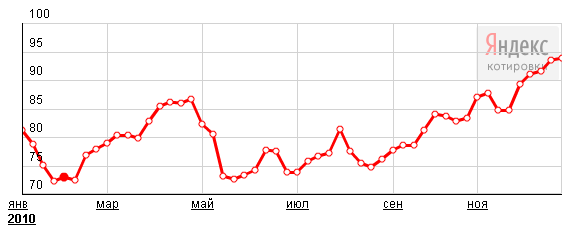 100
95
Яндекс
котировки
90
85
80
75
70
янв
мар
май
июл
сен
ноя
2010